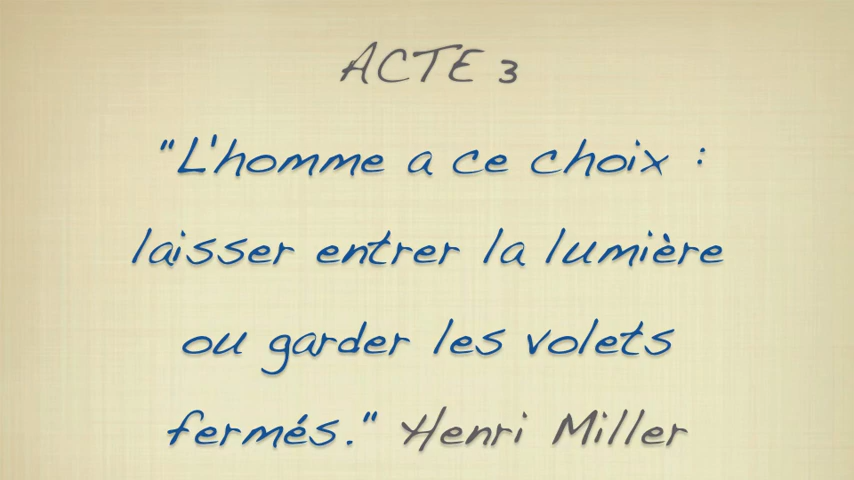 ACTE 3
"L'homme a ce choix :
laisser entrer la lumière
ou garder les volets
fermés." Henri Miller